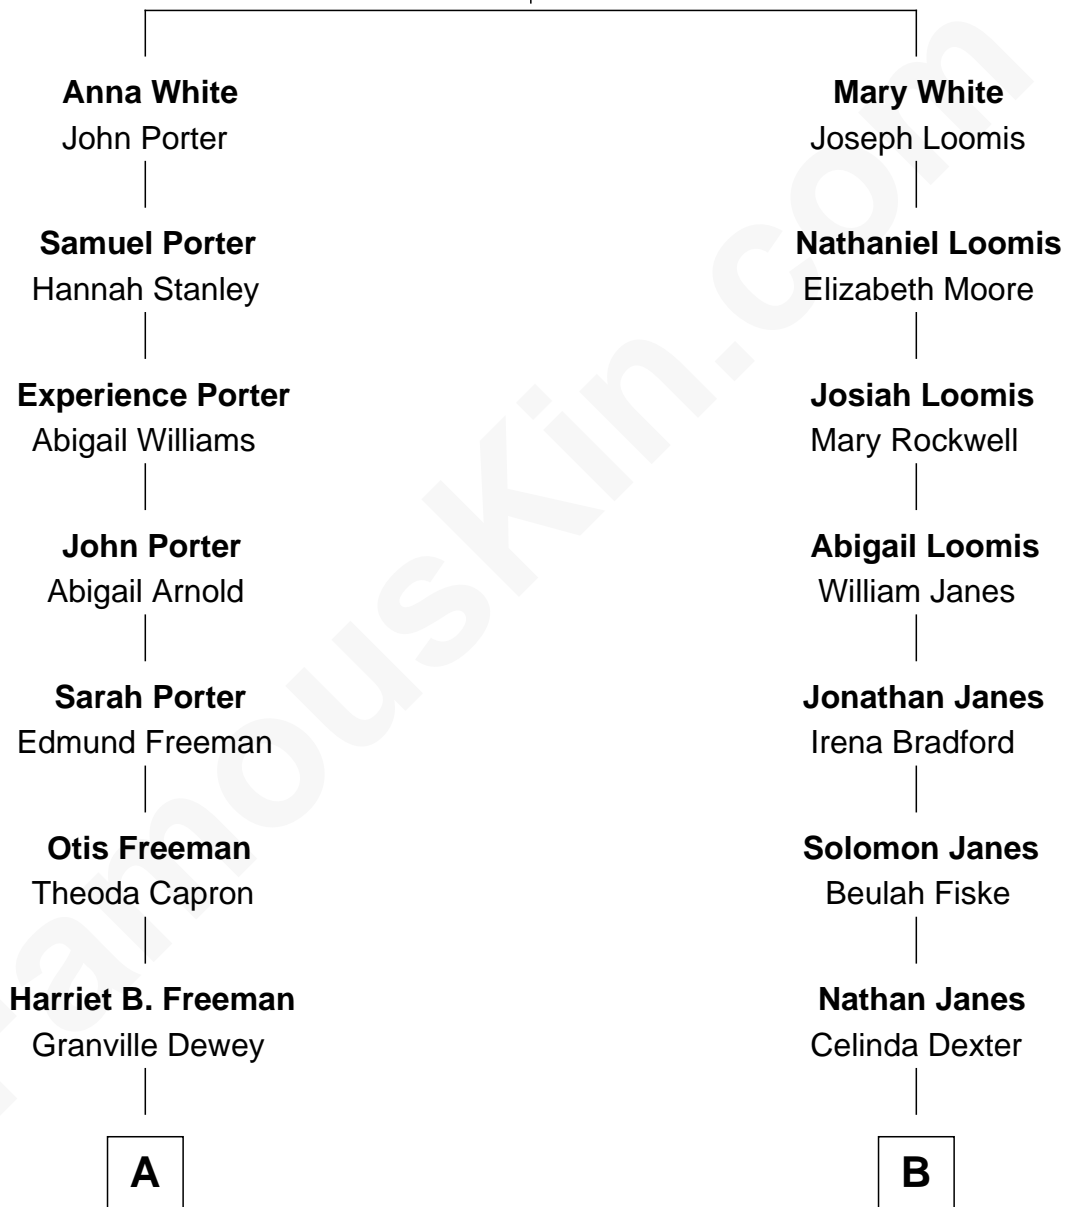 Anna White
John Porter
Samuel Porter
Hannah Stanley
Experience Porter
Abigail Williams
John Porter
Abigail Arnold
Sarah Porter
Edmund Freeman
Otis Freeman
Theoda Capron
Harriet B. Freeman
Granville Dewey
A
Mary White
Joseph Loomis
Nathaniel Loomis
Elizabeth Moore
Josiah Loomis
Mary Rockwell
Abigail Loomis
William Janes
Jonathan Janes
Irena Bradford
Solomon Janes
Beulah Fiske
Nathan Janes
Celinda Dexter
B
FamousKin.com